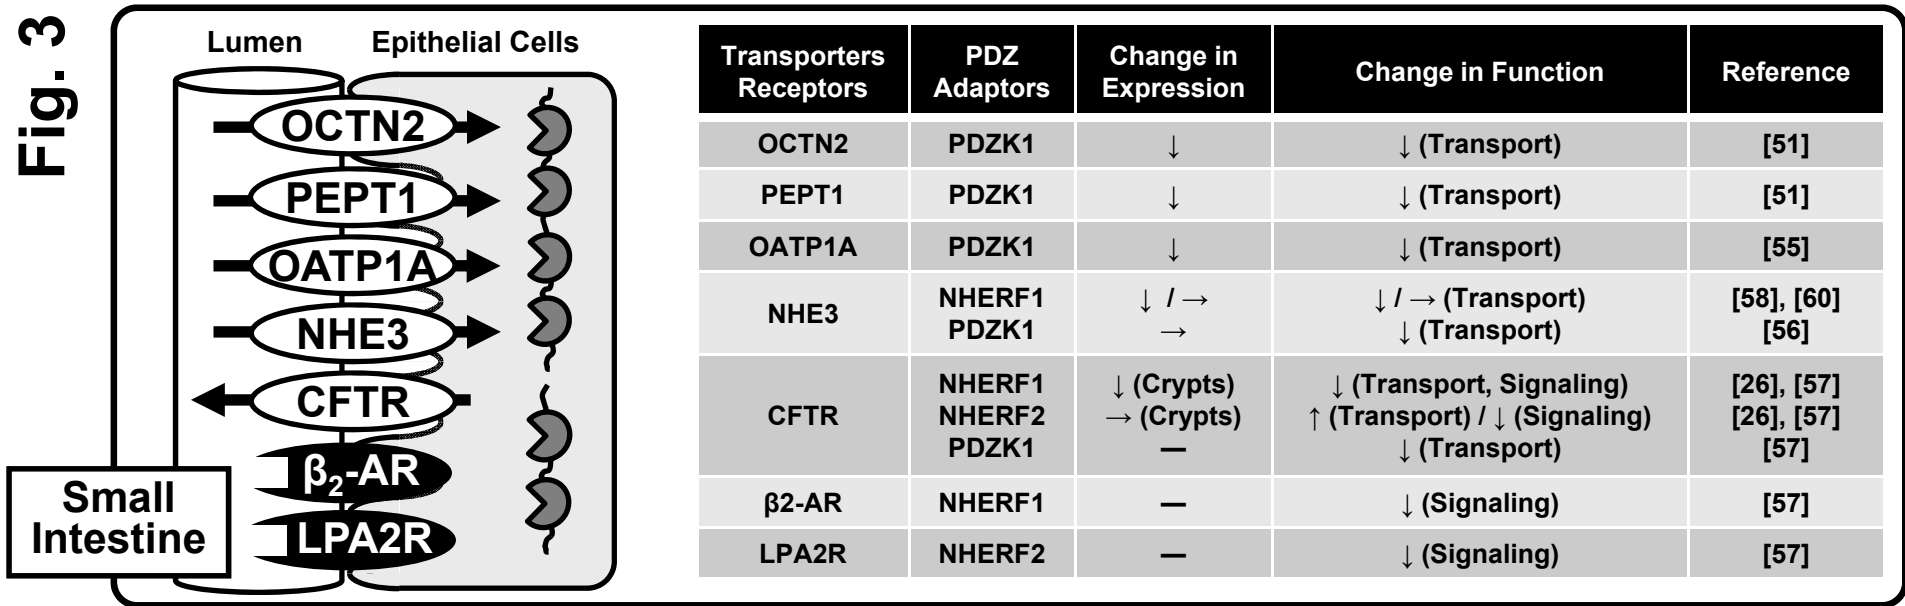 Fig. 3
Lumen
Epithelial Cells
OCTN2
PEPT1
OATP1A
NHE3
CFTR
β2-AR
LPA2R
Small
Intestine
Transporters
Receptors
PDZ
Adaptors
Change in
Expression
Change in Function
Reference
OCTN2 PDZK1 ↓ ↓ (Transport) [51]
PEPT1 PDZK1 ↓ ↓ (Transport) [51]
OATP1A PDZK1 ↓ ↓ (Transport) [55]
NHE3
NHERF1 ↓ / → ↓ / → (Transport) [58], [60]
PDZK1 → ↓ (Transport) [56]
CFTR
NHERF1 ↓ (Crypts) ↓ (Transport, Signaling) [26], [57]
NHERF2 → (Crypts) ↑ (Transport) / ↓ (Signaling) [26], [57]
PDZK1 — ↓ (Transport) [57]
β2-AR NHERF1 — ↓ (Signaling) [57]
LPA2R NHERF2 — ↓ (Signaling) [57]